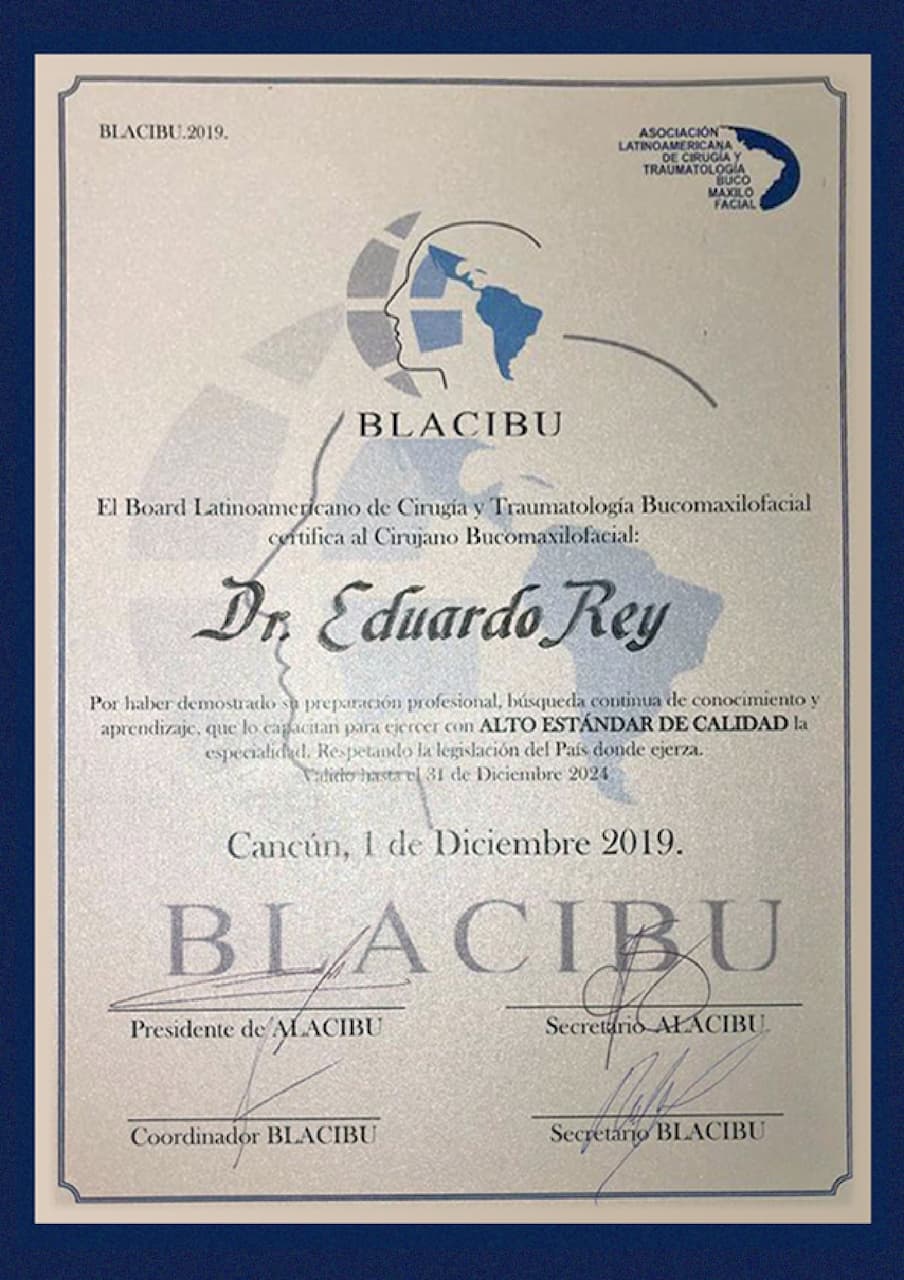 BLACIBU.2019.
ASOCIACIÓN
LATINOAMERICANA
DE CIRUGÍA Y
TRAUMATOLOGÍA
BUCO
MAXILO
FACIAL
BLACIBU
El Board Latinoamericano de Cirugía y Traumatología Bucomaxilofacial
certifica al Cirujano Bucomaxilofacial:
Dr. Eduardo Rey
Por haber demostrado su preparación profesional, búsqueda continua de conocimiento y
aprendizaje, que lo capacitan para ejercer con ALTO ESTÁNDAR DE CALIDAD la
especialidad. Respetando la legislación del País donde ejerza.
Valido hasta el 31 de Diciembre 2024
Cancún, 1 de Diciembre 2019.
BLACIBU
Presidente de ALACIBU
Secretario ALACIBU
Coordinador BLACIBU
Secretario BLACIBU